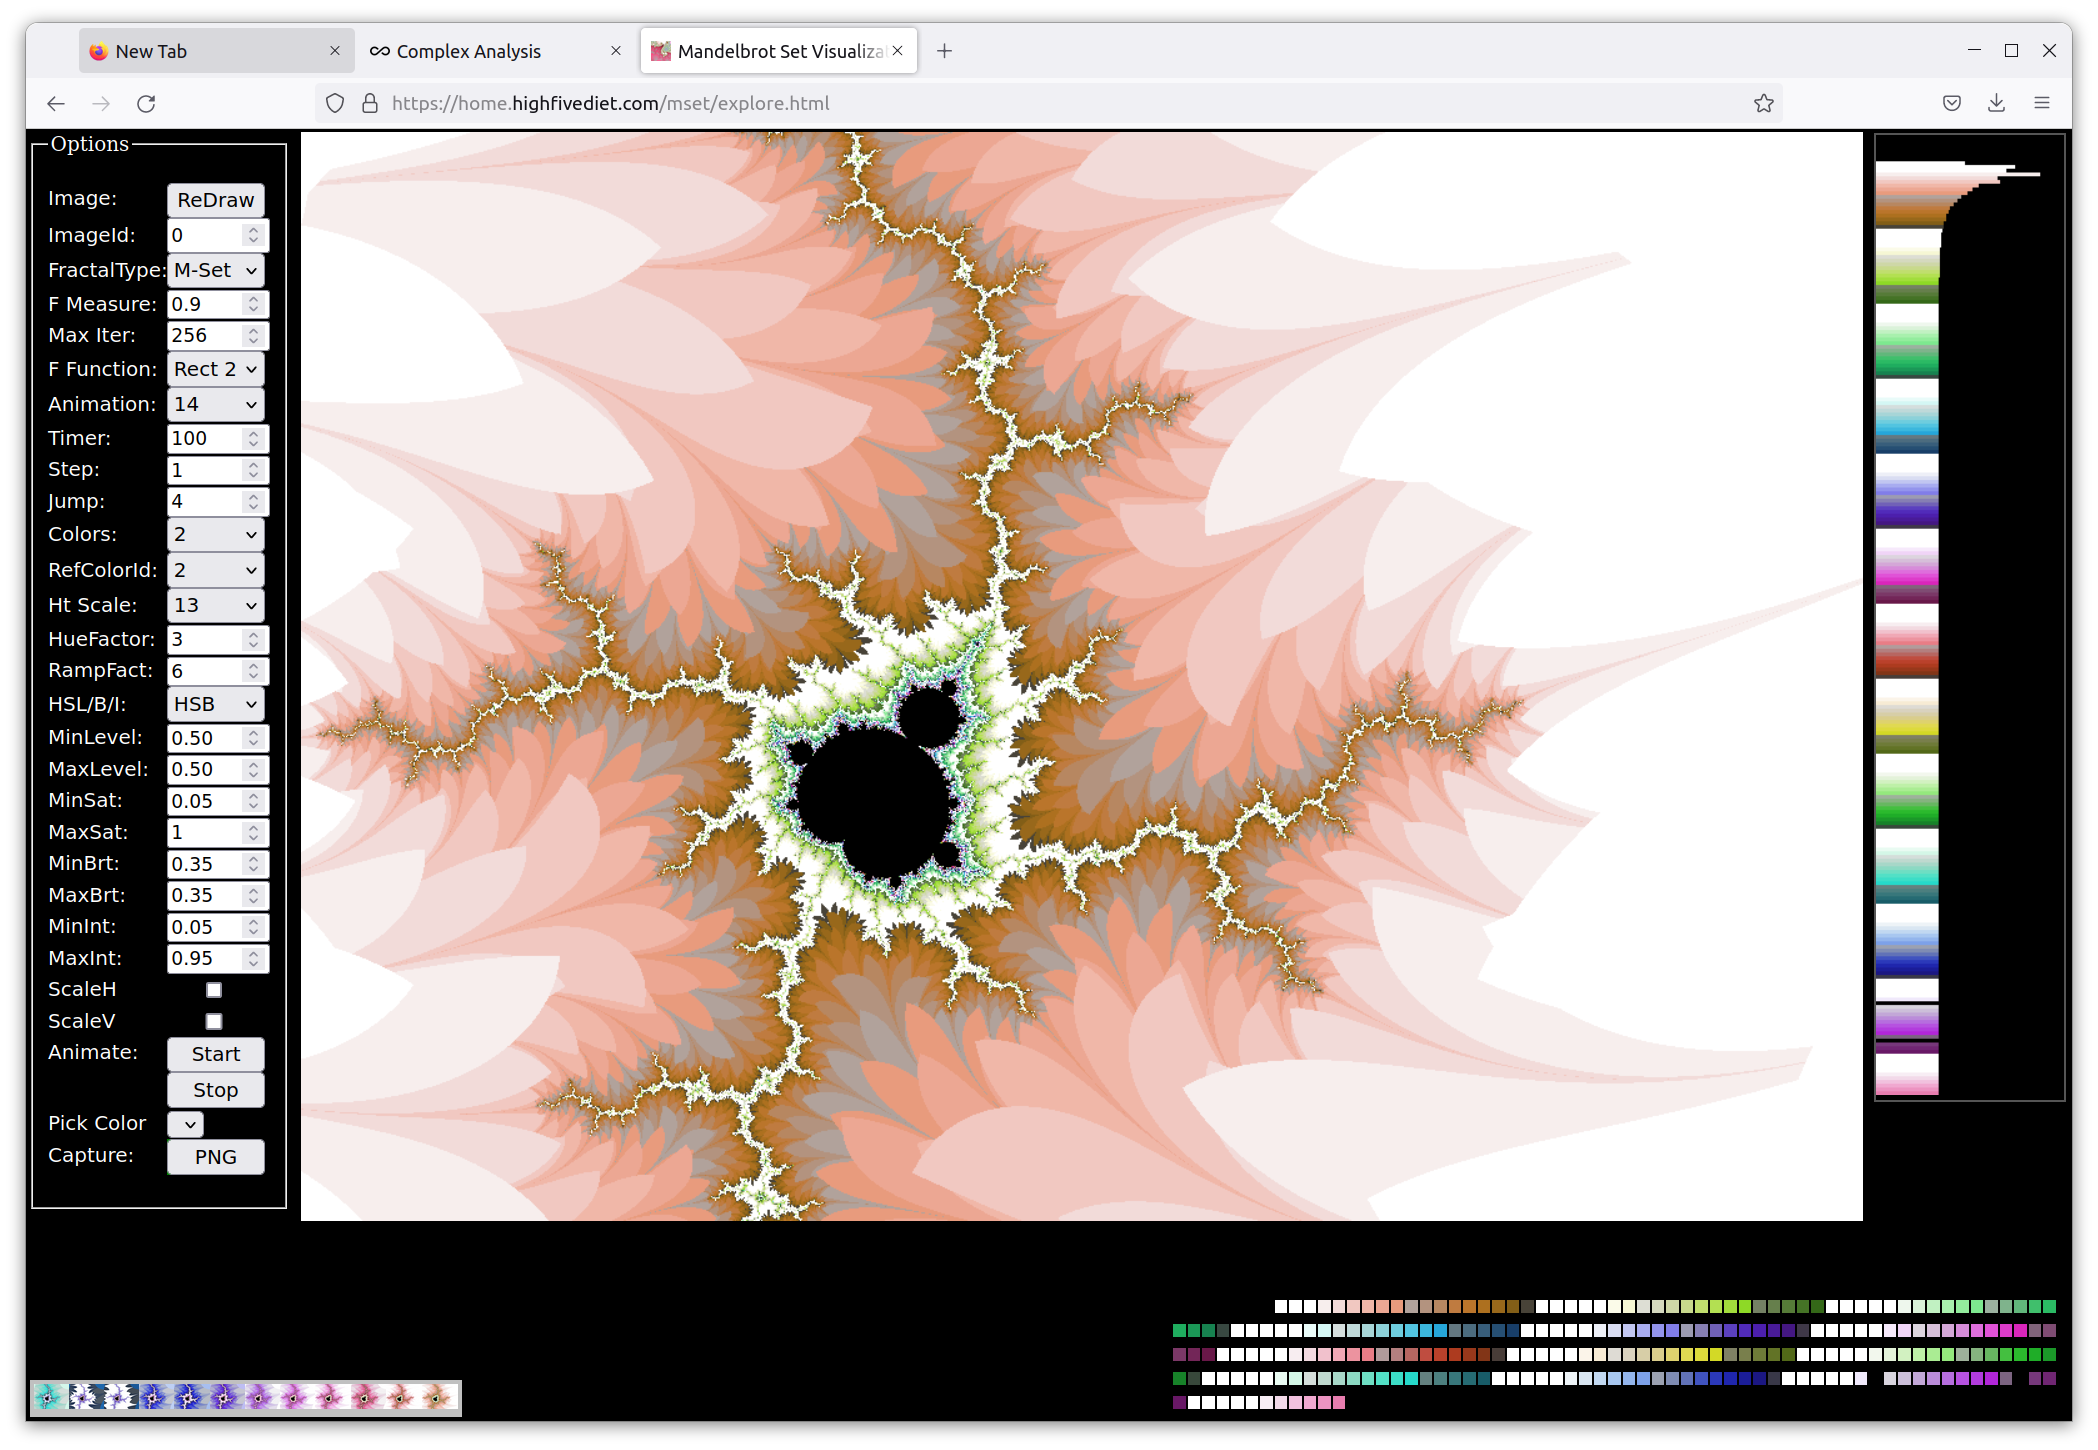 New Tab
Complex Analysis
Mandelbrot Set Visualiza
https://home.highfivediet.com/mset/explore.html
Options
Image: ReDraw
ImageId: 0
FractalType: M-Set
F Measure: 0.9
Max Iter: 256
F Function: Rect 2
Animation: 14
Timer: 100
Step: 1
Jump: 4
Colors: 2
RefColorId: 2
Ht Scale: 13
HueFactor: 3
RampFact: 6
HSL/B/I: HSB
MinLevel: 0.50
MaxLevel: 0.50
MinSat: 0.05
MaxSat: 1
MinBrt: 0.35
MaxBrt: 0.35
MinInt: 0.05
MaxInt: 0.95
ScaleH
ScaleV
Animate: Start
Stop
Pick Color
Capture: PNG